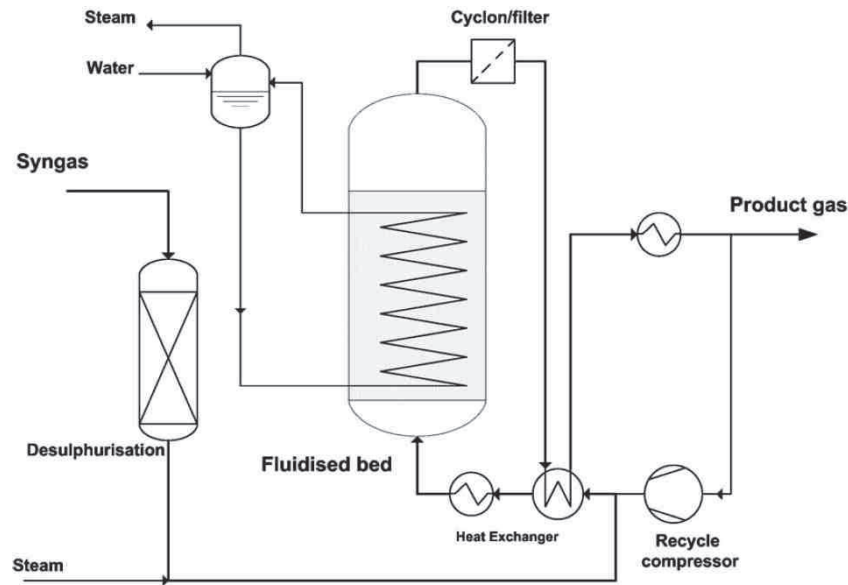 Steam
Cyclon/filter
Water
Syngas
Product gas
Desulphurisation
Fluidised bed
Heat Exchanger
Recycle
compressor
Steam